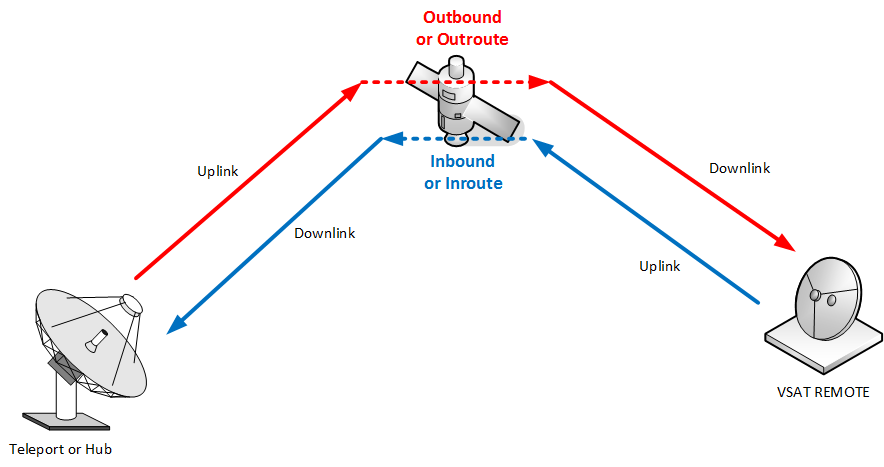 Outbound
or Outroute
Uplink
Inbound
or Inroute
Downlink
Downlink
Uplink
VSAT REMOTE
Teleport or Hub